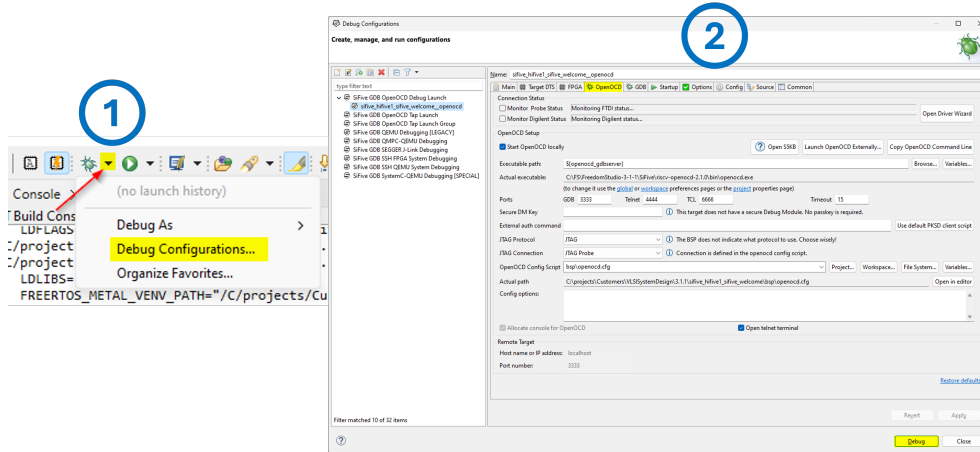 1
Console
(no launch history)
Build Cons
Debug As
LDFLAGS
C/project
Debug Configurations...
C/project
LDLIBS=
Organize Favorites...
FREERTOS_METAL_VENV_PATH="/C/projects/Cu
2
Debug Configurations
Create, manage, and run configurations
type filter text
SiFive GDB OpenOCD Debug Launch
sifive_hifive1_sifive_welcome__openocd
SiFive GDB OpenOCD Tap Launch
SiFive GDB OpenOCD Tap Launch Group
SiFive GDB QEMU Debugging [LEGACY]
SiFive GDB QMPC-QEMU Debugging
SiFive GDB SEGGER J-Link Debugging
SiFive GDB SSH FPGA System Debugging
SiFive GDB SSH QEMU System Debugging
SiFive GDB SystemC-QEMU Debugging [SPECIAL]
Filter matched 10 of 32 items
Name: sifive_hifive1_sifive_welcome__openocd
Main Target DTS FPGA OpenOCD GDB Startup Options Config Source Common
Connection Status
Monitor Probe Status Monitoring FTDI status...
Open Driver Wizard
Monitor Digilent Status Monitoring Digilent status...
OpenOCD Setup
Start OpenOCD locally Open SSKB Launch OpenOCD Externally... Copy OpenOCD Command Line
Executable path: ${openocd_gdbserver} Browse... Variables...
Actual executable: C:\FS\FreedomStudio-3-1-1\SiFive\riscv-openocd-2.1.0\bin\openocd.exe
(to change it use the global or workspace preferences pages or the project properties page)
Ports GDB 3333 Telnet 4444 TCL 6666 Timeout 15
Secure DM Key This target does not have a secure Debug Module. No passkey is required.
External auth command Use default PKSD client script
JTAG Protocol JTAG The BSP does not indicate what protocol to use. Choose wisely!
JTAG Connection JTAG Probe Connection is defined in the openocd config script.
OpenOCD Config Script bsp\openocd.cfg Project... Workspace... File System... Variables...
Actual path C:\projects\Customers\VLSISystemDesign\3.1.1\sifive_hifive1_sifive_welcome\bsp\openocd.cfg Open in editor
Config options:
Allocate console for OpenOCD Open telnet terminal
Remote Target
Host name or IP address: localhost
Port number: 3333
Restore defaults
Revert Apply
Debug Close